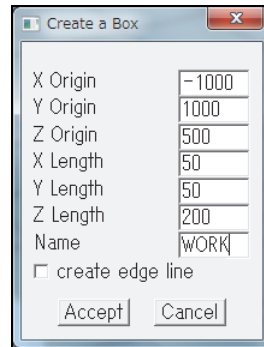 Create a Box
X Origin -1000
Y Origin 1000
Z Origin 500
X Length 50
Y Length 50
Z Length 200
Name WORK
create edge line
Accept Cancel